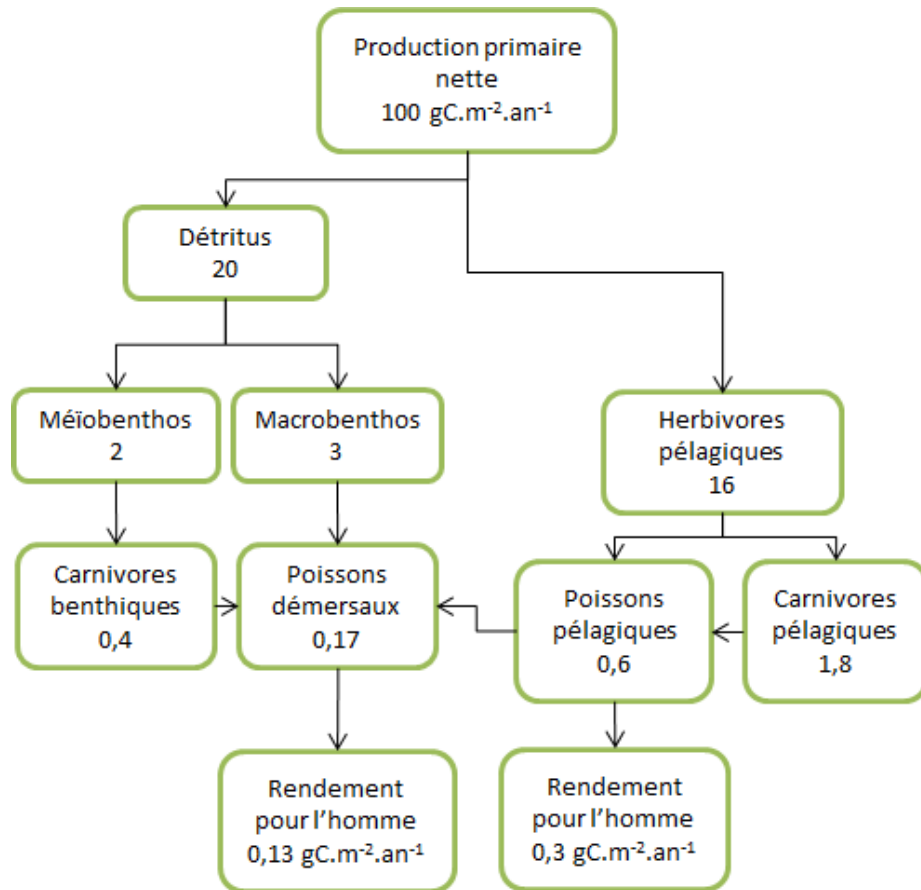 Production primaire
nette
100 gC.m⁻².an⁻¹
Détritus
20
Méïobenthos
2
Macrobenthos
3
Herbivores
pélagiques
16
Carnivores
benthiques
0,4
Poissons
démersaux
0,17
Poissons
pélagiques
0,6
Carnivores
pélagiques
1,8
Rendement
pour l'homme
0,13 gC.m⁻².an⁻¹
Rendement
pour l'homme
0,3 gC.m⁻².an⁻¹